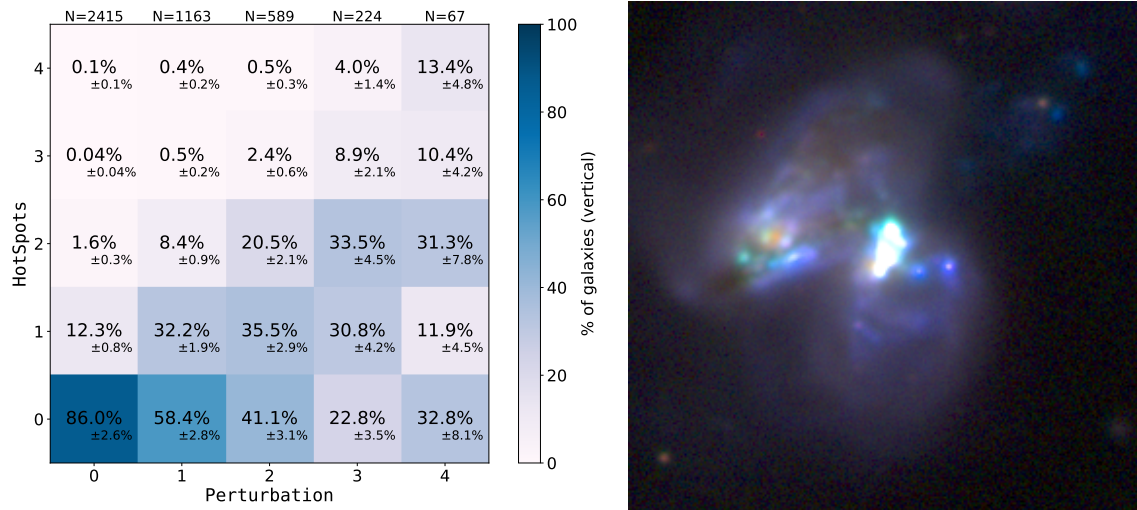 N=2415 N=1163 N=589 N=224 N=67
4 0.1% 0.4% 0.5% 4.0% 13.4%
±0.1% ±0.2% ±0.3% ±1.4% ±4.8%
3 0.04% 0.5% 2.4% 8.9% 10.4%
±0.04% ±0.2% ±0.6% ±2.1% ±4.2%
2 1.6% 8.4% 20.5% 33.5% 31.3%
±0.3% ±0.9% ±2.1% ±4.5% ±7.8%
1 12.3% 32.2% 35.5% 30.8% 11.9%
±0.8% ±1.9% ±2.9% ±4.2% ±4.5%
0 86.0% 58.4% 41.1% 22.8% 32.8%
±2.6% ±2.8% ±3.1% ±3.5% ±8.1%
0 1 2 3 4
Perturbation
HotSpots
100
80
60
40
20
0
% of galaxies (vertical)